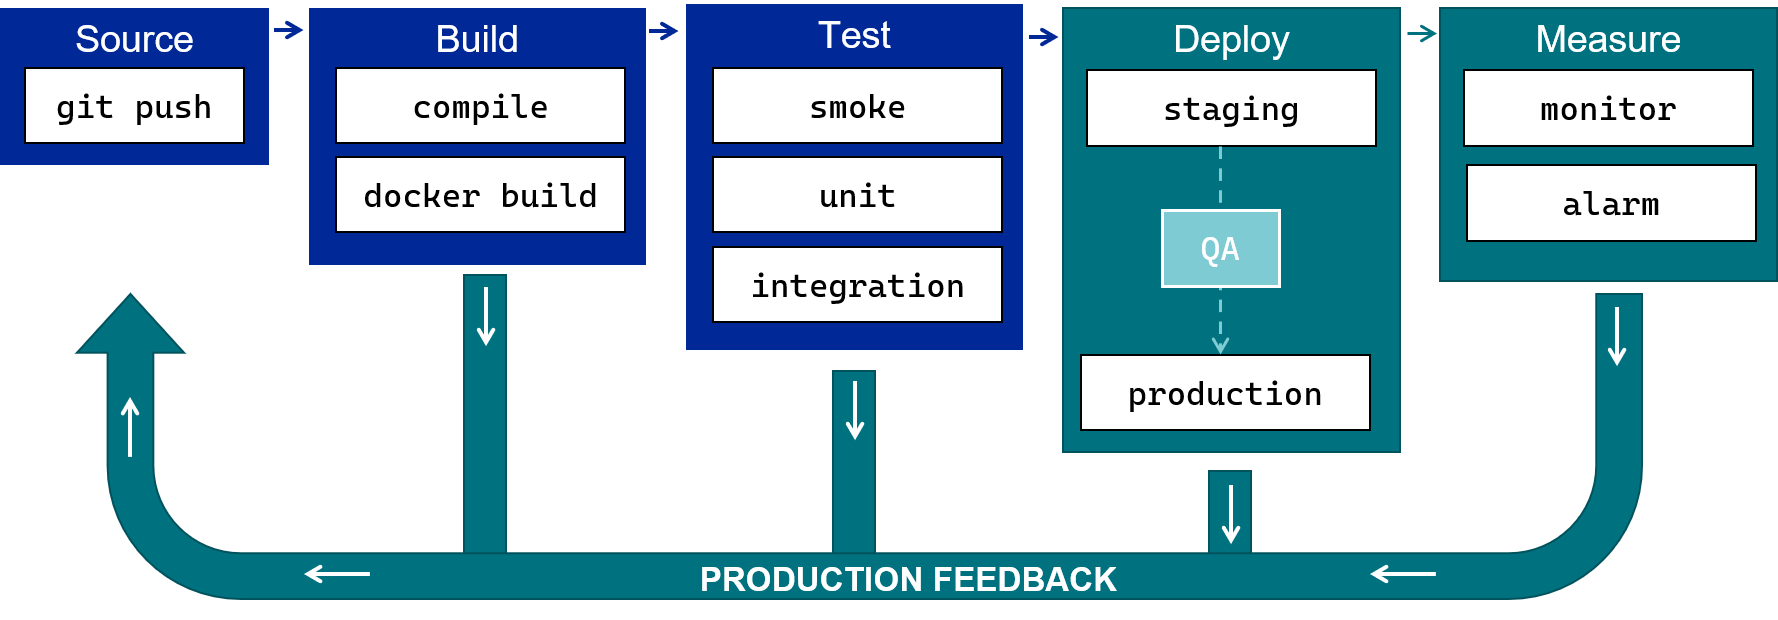 Source
git push
Build
compile
docker build
Test
smoke
unit
integration
Deploy
staging
QA
production
Measure
monitor
alarm
PRODUCTION FEEDBACK